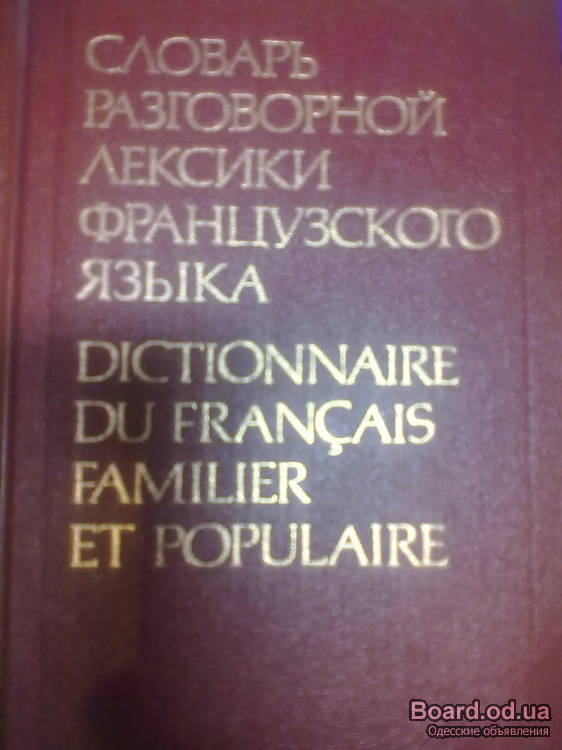 СЛОВАРЬ
РАЗГОВОРНОЙ
ЛЕКСИКИ
ФРАНЦУЗСКОГО
ЯЗЫКА
DICTIONNAIRE
DU FRANÇAIS
FAMILIER
ET POPULAIRE
Board.od.ua
Одесские объявления